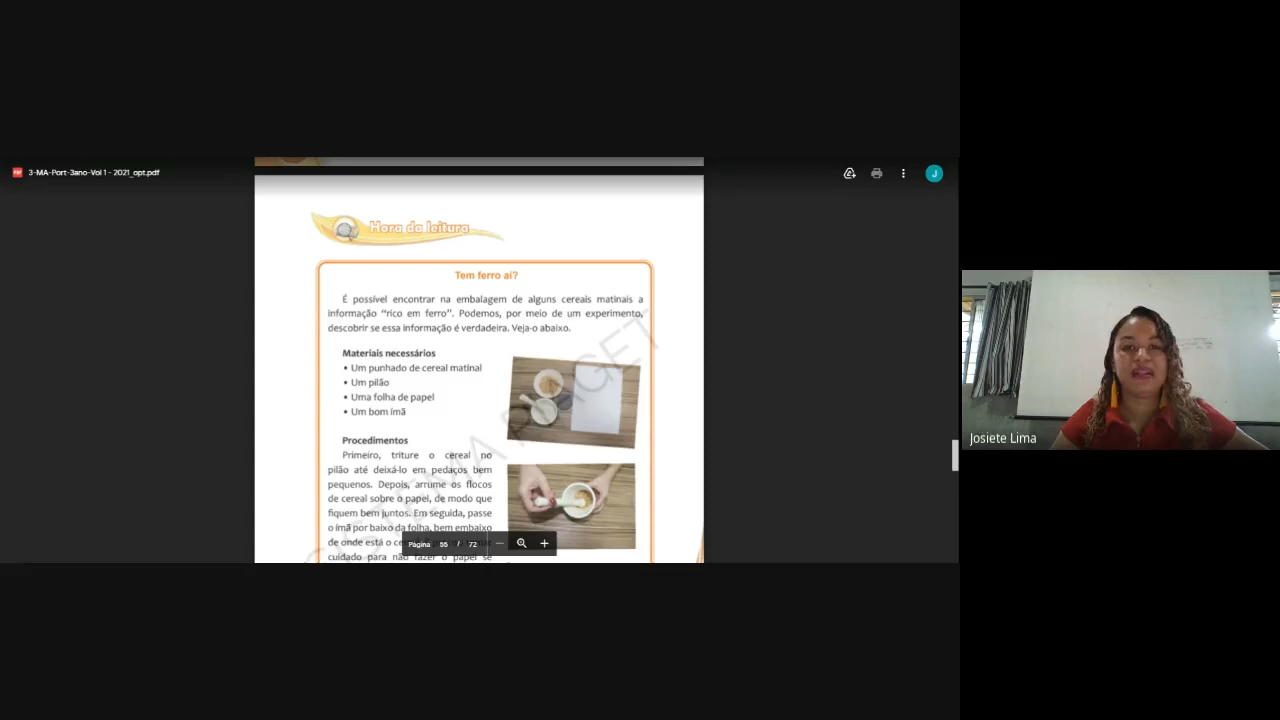 3-MA-Port-3ano-Vol 1 - 2021_opt.pdf
J
Hora da leitura
Tem ferro aí?
É possível encontrar na embalagem de alguns cereais matinais a
informação “rico em ferro”. Podemos, por meio de um experimento,
descobrir se essa informação é verdadeira. Veja-o abaixo.
Materiais necessários
• Um punhado de cereal matinal
• Um pilão
• Uma folha de papel
• Um bom ímã
Procedimentos
Primeiro, triture o cereal no
pilão até deixá-lo em pedaços bem
pequenos. Depois, arrume os flocos
de cereal sobre o papel, de modo que
fiquem bem juntos. Em seguida, passe
o ímã por baixo da folha, bem embaixo
de onde está o
cuidado para não fazer o papel se
SISTEMA PIAGET
Página 55 / 72
Josiete Lima